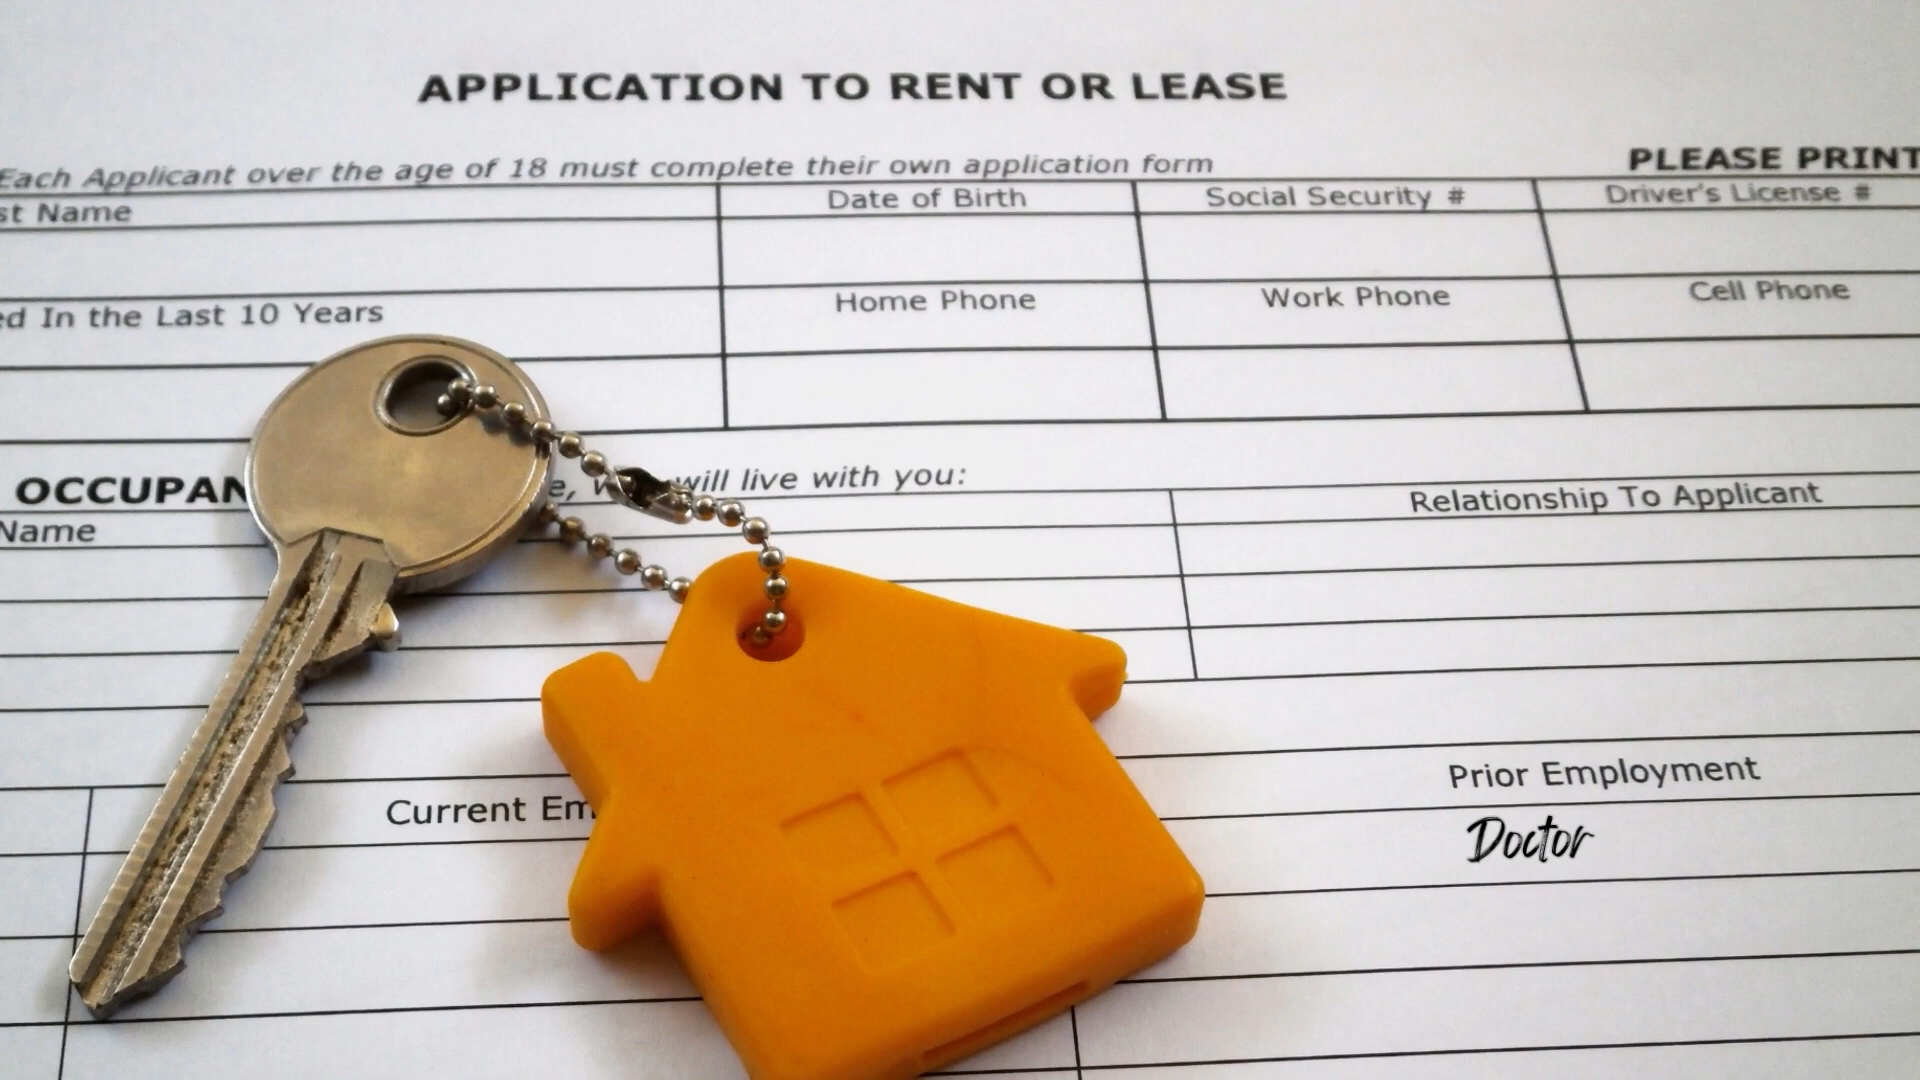 APPLICATION TO RENT OR LEASE
Each Applicant over the age of 18 must complete their own application form
PLEASE PRINT
st Name
Date of Birth
Social Security #
Driver's License #
ed In the Last 10 Years
Home Phone
Work Phone
Cell Phone
OCCUPAN
will live with you:
Name
Relationship To Applicant
Current Em
Prior Employment
Doctor